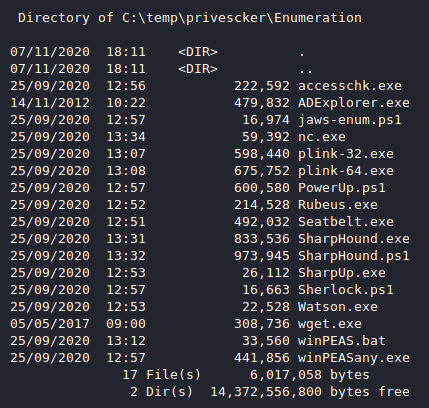 Directory of C:\temp\privescker\Enumeration
07/11/2020  18:11    <DIR>          .
07/11/2020  18:11    <DIR>          ..
25/09/2020  12:56           222,592 accesschk.exe
14/11/2012  10:22           479,832 ADExplorer.exe
25/09/2020  12:57            16,974 jaws-enum.ps1
25/09/2020  13:34            59,392 nc.exe
25/09/2020  13:07           598,440 plink-32.exe
25/09/2020  13:08           675,752 plink-64.exe
25/09/2020  12:57           600,580 PowerUp.ps1
25/09/2020  12:52           214,528 Rubeus.exe
25/09/2020  12:51           492,032 Seatbelt.exe
25/09/2020  13:31           833,536 SharpHound.exe
25/09/2020  13:32           973,945 SharpHound.ps1
25/09/2020  12:53            26,112 SharpUp.exe
25/09/2020  12:57            16,663 Sherlock.ps1
25/09/2020  12:53            22,528 Watson.exe
05/05/2017  09:00           308,736 wget.exe
25/09/2020  13:12            33,560 winPEAS.bat
25/09/2020  12:57           441,856 winPEASany.exe
17 File(s)      6,017,058 bytes
2 Dir(s)  14,372,556,800 bytes free